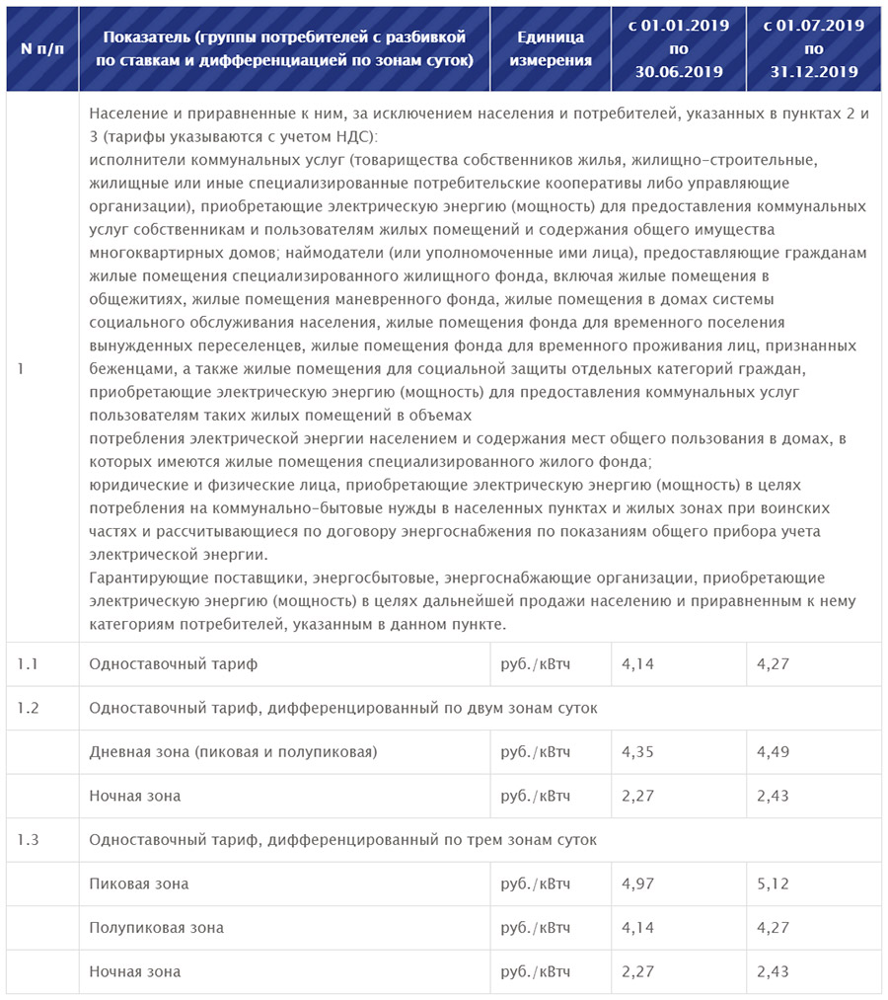 N п/п
Показатель (группы потребителей с разбивкой
по ставкам и дифференциацией по зонам суток)
Единица
измерения
с 01.01.2019
по
30.06.2019
с 01.07.2019
по
31.12.2019
1
Население и приравненные к ним, за исключением населения и потребителей, указанных в пунктах 2 и
3 (тарифы указываются с учетом НДС):
исполнители коммунальных услуг (товарищества собственников жилья, жилищно-строительные,
жилищные или иные специализированные потребительские кооперативы либо управляющие
организации), приобретающие электрическую энергию (мощность) для предоставления коммунальных
услуг собственникам и пользователям жилых помещений и содержания общего имущества
многоквартирных домов; наймодатели (или уполномоченные ими лица), предоставляющие гражданам
жилые помещения специализированного жилищного фонда, включая жилые помещения в
общежитиях, жилые помещения маневренного фонда, жилые помещения в домах системы
социального обслуживания населения, жилые помещения фонда для временного поселения
вынужденных переселенцев, жилые помещения фонда для временного проживания лиц, признанных
беженцами, а также жилые помещения для социальной защиты отдельных категорий граждан,
приобретающие электрическую энергию (мощность) для предоставления коммунальных услуг
пользователям таких жилых помещений в объемах
потребления электрической энергии населением и содержания мест общего пользования в домах, в
которых имеются жилые помещения специализированного жилого фонда;
юридические и физические лица, приобретающие электрическую энергию (мощность) в целях
потребления на коммунально-бытовые нужды в населенных пунктах и жилых зонах при воинских
частях и рассчитывающиеся по договору энергоснабжения по показаниям общего прибора учета
электрической энергии.
Гарантирующие поставщики, энергосбытовые, энергоснабжающие организации, приобретающие
электрическую энергию (мощность) в целях дальнейшей продажи населению и приравненным к нему
категориям потребителей, указанным в данном пункте.
1.1 Одноставочный тариф руб./кВтч 4,14 4,27
1.2 Одноставочный тариф, дифференцированный по двум зонам суток
Дневная зона (пиковая и полупиковая) руб./кВтч 4,35 4,49
Ночная зона руб./кВтч 2,27 2,43
1.3 Одноставочный тариф, дифференцированный по трем зонам суток
Пиковая зона руб./кВтч 4,97 5,12
Полупиковая зона руб./кВтч 4,14 4,27
Ночная зона руб./кВтч 2,27 2,43